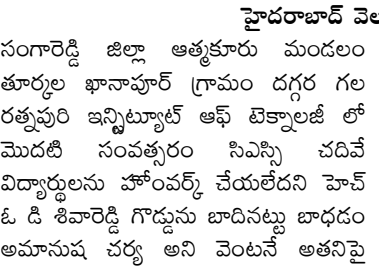 హైదరాబాద్ వెల
సంగారెడ్డి జిల్లా ఆత్మకూరు మండలం
తూర్కల ఖానాపూర్ గ్రామం దగ్గర గల
రత్నపురి ఇన్స్టిట్యూట్ ఆఫ్ టెక్నాలజీ లో
మొదటి సంవత్సరం సిఎస్సి చదివే
విద్యార్థులను హోంవర్క్ చేయలేదని హెచ్
ఓ డి శివారెడ్డి గొడ్డును బాదినట్టు బాధడం
అమానుష చర్య అని వెంటనే అతనిపై